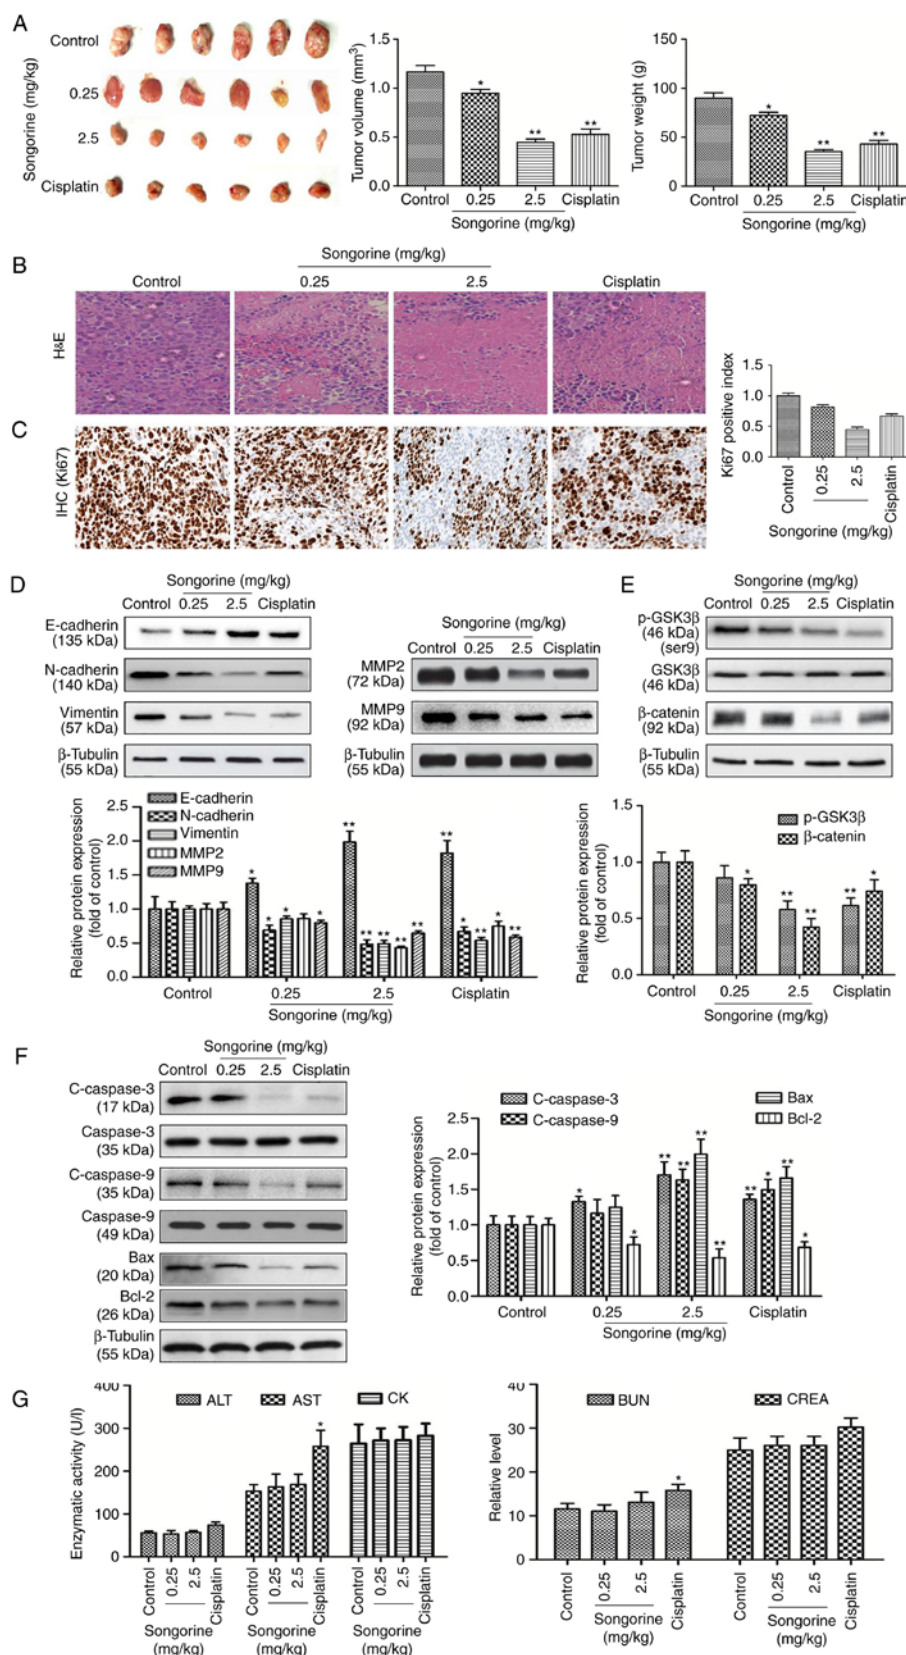 A
Control
0.25
2.5
Cisplatin
Songorine (mg/kg)
Tumor volume (mm³)
1.5
1.0
0.5
0.0
*
**
**
Control
0.25
2.5
Cisplatin
Songorine (mg/kg)
Tumor weight (g)
150
100
50
0
*
**
**
Control
0.25
2.5
Cisplatin
Songorine (mg/kg)
B
Songorine (mg/kg)
Control
0.25
2.5
Cisplatin
H&E
C
IHC (Ki67)
Ki67 positive index
1.5
1.0
0.5
0.0
Control
0.25
2.5
Cisplatin
Songorine (mg/kg)
D
Songorine (mg/kg)
Control
0.25
2.5
Cisplatin
E-cadherin
(135 kDa)
N-cadherin
(140 kDa)
Vimentin
(57 kDa)
β-Tubulin
(55 kDa)
Songorine (mg/kg)
Control
0.25
2.5
Cisplatin
MMP2
(72 kDa)
MMP9
(92 kDa)
β-Tubulin
(55 kDa)
E
Songorine (mg/kg)
Control
0.25
2.5
Cisplatin
p-GSK3β
(46 kDa)
(ser9)
GSK3β
(46 kDa)
β-catenin
(92 kDa)
β-Tubulin
(55 kDa)
Relative protein expression
(fold of control)
2.5
2.0
1.5
1.0
0.5
0.0
E-cadherin
N-cadherin
Vimentin
MMP2
MMP9
*
*
*
*
**
**
**
**
**
**
*
**
*
**
Control
0.25
2.5
Cisplatin
Songorine (mg/kg)
Relative protein expression
(fold of control)
1.5
1.0
0.5
0.0
p-GSK3β
β-catenin
*
**
**
**
*
Control
0.25
2.5
Cisplatin
Songorine (mg/kg)
F
Songorine (mg/kg)
Control
0.25
2.5
Cisplatin
C-caspase-3
(17 kDa)
Caspase-3
(35 kDa)
C-caspase-9
(35 kDa)
Caspase-9
(49 kDa)
Bax
(20 kDa)
Bcl-2
(26 kDa)
β-Tubulin
(55 kDa)
Relative protein expression
(fold of control)
2.5
2.0
1.5
1.0
0.5
0.0
C-caspase-3
C-caspase-9
Bax
Bcl-2
*
*
**
**
**
**
**
*
**
*
Control
0.25
2.5
Cisplatin
Songorine (mg/kg)
G
Enzymatic activity (U/l)
400
300
200
100
0
ALT
AST
CK
*
Control
0.25
2.5
Cisplatin
Songorine
(mg/kg)
Control
0.25
2.5
Cisplatin
Songorine
(mg/kg)
Control
0.25
2.5
Cisplatin
Songorine
(mg/kg)
Relative level
40
30
20
10
0
BUN
CREA
*
Control
0.25
2.5
Cisplatin
Songorine
(mg/kg)
Control
0.25
2.5
Cisplatin
Songorine
(mg/kg)